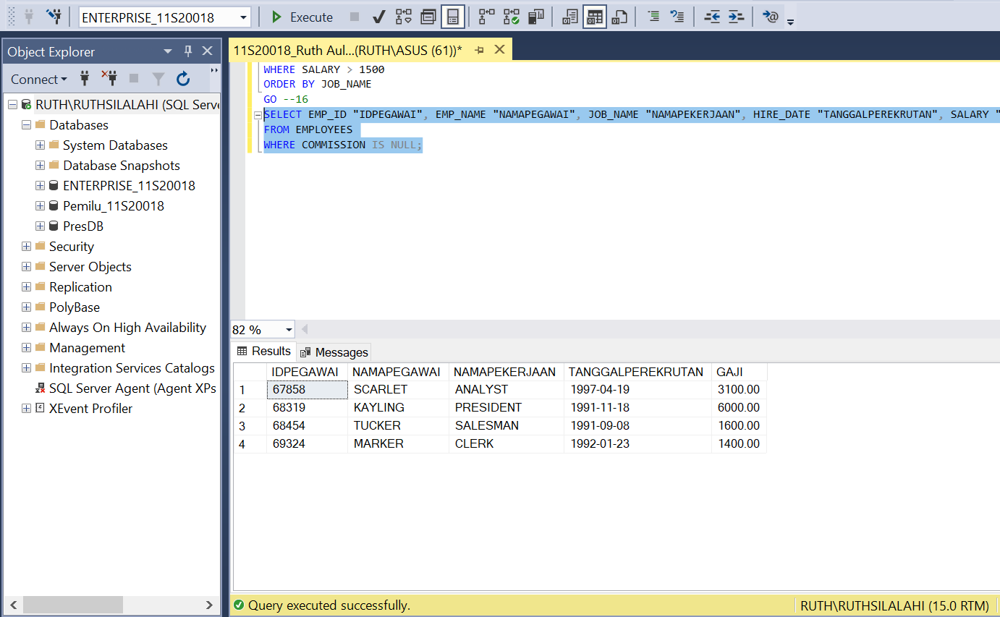 ENTERPRISE_11S20018 Execute
Object Explorer
Connect
RUTH\RUTHSILALAHI (SQL Serve
Databases
System Databases
Database Snapshots
ENTERPRISE_11S20018
Pemilu_11S20018
PresDB
Security
Server Objects
Replication
PolyBase
Always On High Availability
Management
Integration Services Catalogs
SQL Server Agent (Agent XPs
XEvent Profiler
11S20018_Ruth Aul...(RUTH\ASUS (61))*
WHERE SALARY > 1500
ORDER BY JOB_NAME
GO --16
SELECT EMP_ID "IDPEGAWAI", EMP_NAME "NAMAPEGAWAI", JOB_NAME "NAMAPEKERJAAN", HIRE_DATE "TANGGALPEREKRUTAN", SALARY "
FROM EMPLOYEES
WHERE COMMISSION IS NULL;
82 %
Results Messages
IDPEGAWAI NAMAPEGAWAI NAMAPEKERJAAN TANGGALPEREKRUTAN GAJI
1 67858 SCARLET ANALYST 1997-04-19 3100.00
2 68319 KAYLING PRESIDENT 1991-11-18 6000.00
3 68454 TUCKER SALESMAN 1991-09-08 1600.00
4 69324 MARKER CLERK 1992-01-23 1400.00
Query executed successfully. RUTH\RUTHSILALAHI (15.0 RTM)